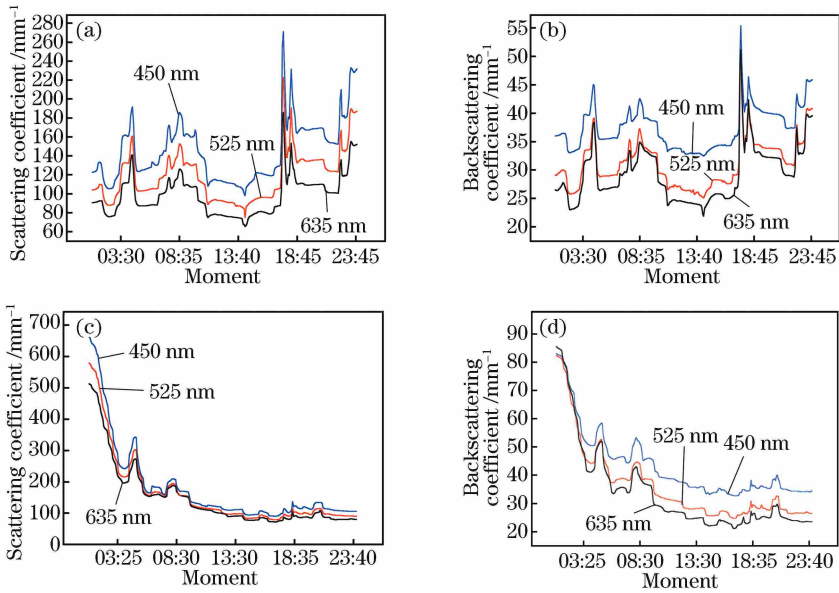 (a)
Scattering coefficient /mm⁻¹
280
260
240
220
200
180
160
140
120
100
80
60
450 nm
525 nm
635 nm
03:30 08:35 13:40 18:45 23:45
Moment
(b)
Backscattering
coefficient /mm⁻¹
55
50
45
40
35
30
25
20
450 nm
525 nm
635 nm
03:30 08:35 13:40 18:45 23:45
Moment
(c)
Scattering coefficient /mm⁻¹
700
600
500
400
300
200
100
0
450 nm
525 nm
635 nm
03:25 08:30 13:30 18:35 23:40
Moment
(d)
Backscattering
coefficient /mm⁻¹
90
80
70
60
50
40
30
20
525 nm
450 nm
635 nm
03:25 08:30 13:30 18:35 23:40
Moment